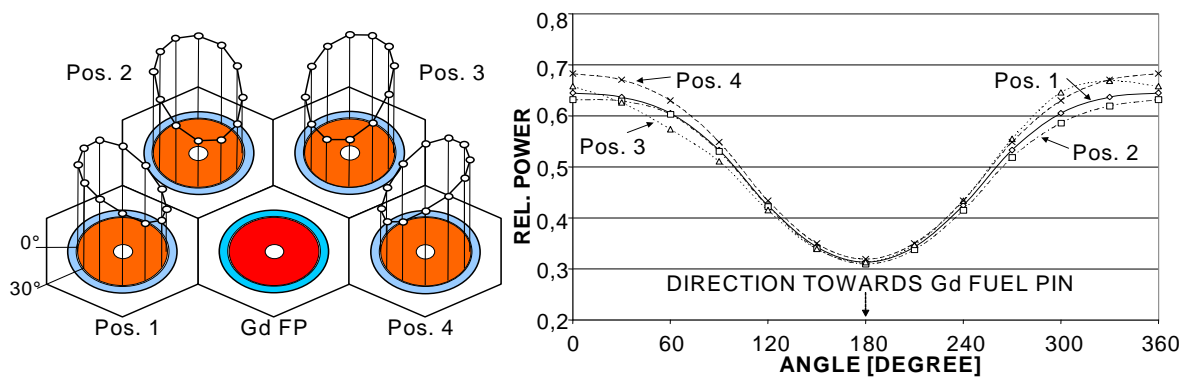 Pos. 2
Pos. 3
0°
30°
Pos. 1
Gd FP
Pos. 4
REL. POWER
0,8
0,7
0,6
0,5
0,4
0,3
0,2
Pos. 4
Pos. 1
Pos. 3
Pos. 2
DIRECTION TOWARDS Gd FUEL PIN
0
60
120
180
240
300
360
ANGLE [DEGREE]